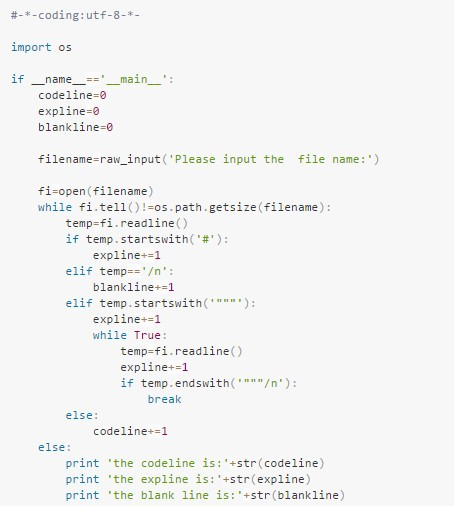 #-*-coding:utf-8-*-
import os
if __name__=='__main__':
    codeline=0
    expline=0
    blankline=0
    filename=raw_input('Please input the  file name:')
    fi=open(filename)
    while fi.tell()!=os.path.getsize(filename):
        temp=fi.readline()
        if temp.startswith('#'):
            expline+=1
        elif temp=='/n':
            blankline+=1
        elif temp.startswith('"""'):
            expline+=1
            while True:
                temp=fi.readline()
                expline+=1
                if temp.endswith('"""/n'):
                    break
        else:
            codeline+=1
    else:
        print 'the codeline is:'+str(codeline)
        print 'the expline is:'+str(expline)
        print 'the blank line is:'+str(blankline)